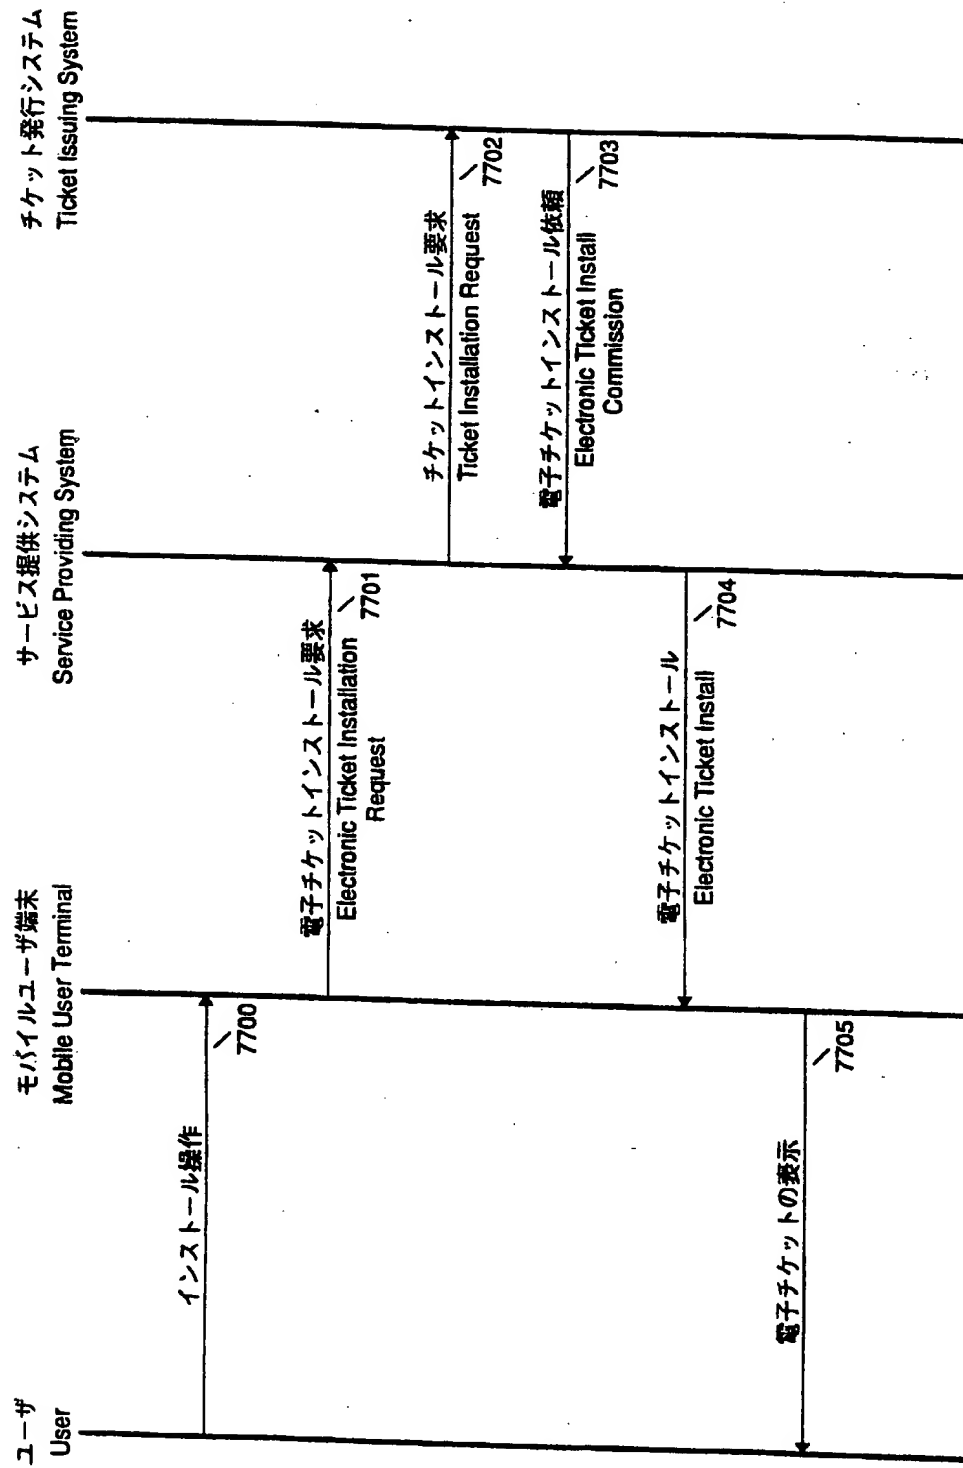 ユーザ
User
モバイルユーザ端末
Mobile User Terminal
サービス提供システム
Service Providing System
チケット発行システム
Ticket Issuing System
インストール操作
7700
電子チケットインストール要求
Electronic Ticket Installation
Request
7701
チケットインストール要求
Ticket Installation Request
7702
電子チケットインストール依頼
Electronic Ticket Install
Commission
7703
電子チケットインストール
Electronic Ticket Install
7704
電子チケットの表示
7705